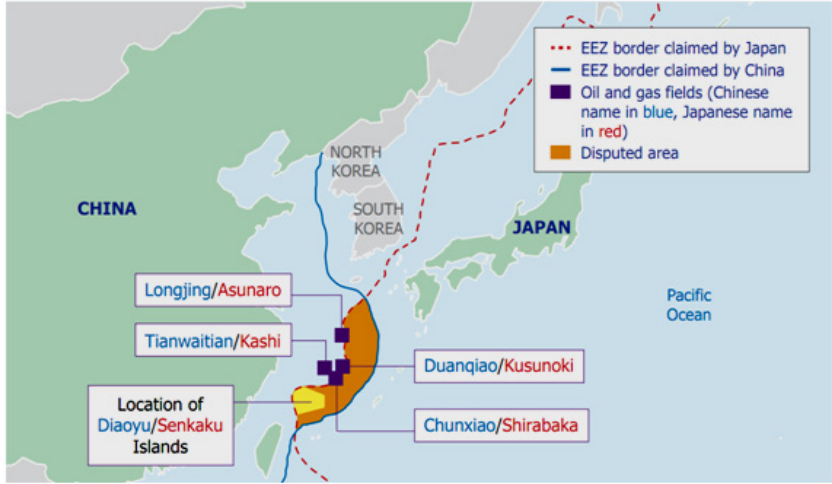 EEZ border claimed by Japan
EEZ border claimed by China
Oil and gas fields (Chinese
name in blue, Japanese name
in red)
Disputed area
NORTH
KOREA
CHINA
SOUTH
KOREA
JAPAN
Longjing/Asunaro
Pacific
Ocean
Tianwaitian/Kashi
Duanqiao/Kusunoki
Location of
Diaoyu/Senkaku
Islands
Chunxiao/Shirabaka